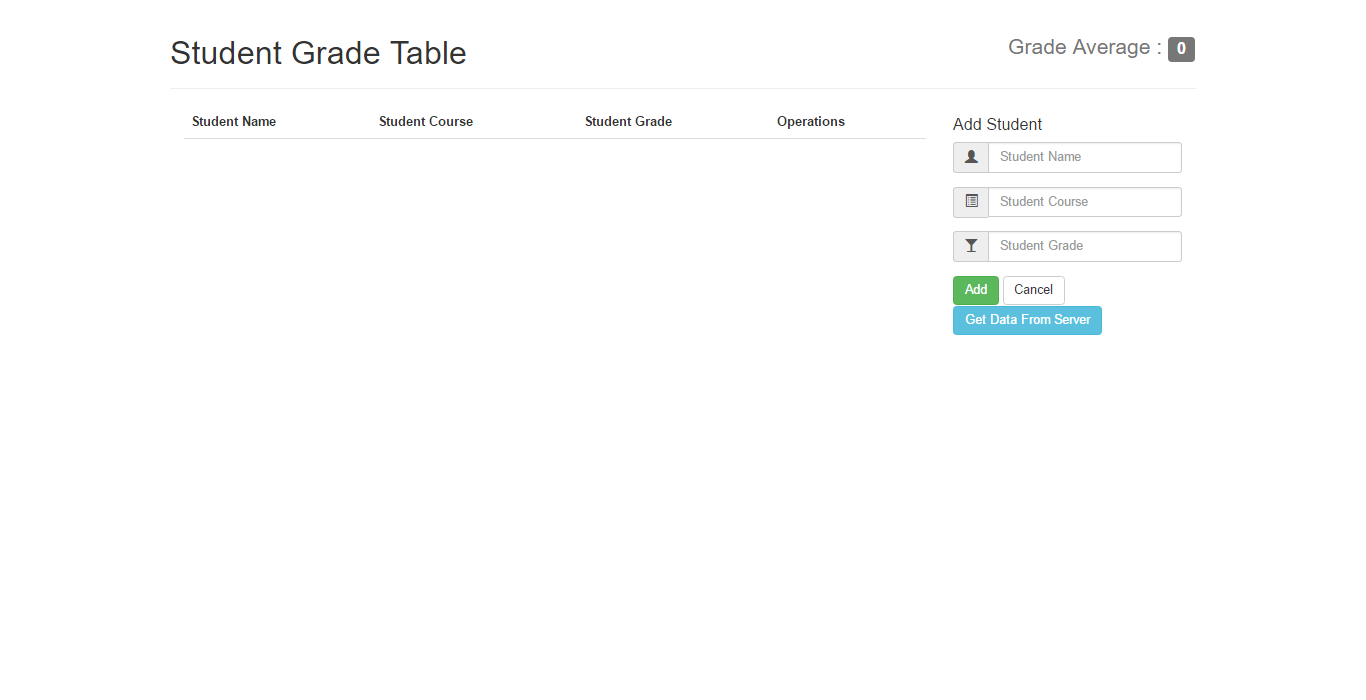 Student Grade Table
Grade Average : 0
Student Name Student Course Student Grade Operations
Add Student
Student Name
Student Course
Student Grade
Add Cancel
Get Data From Server